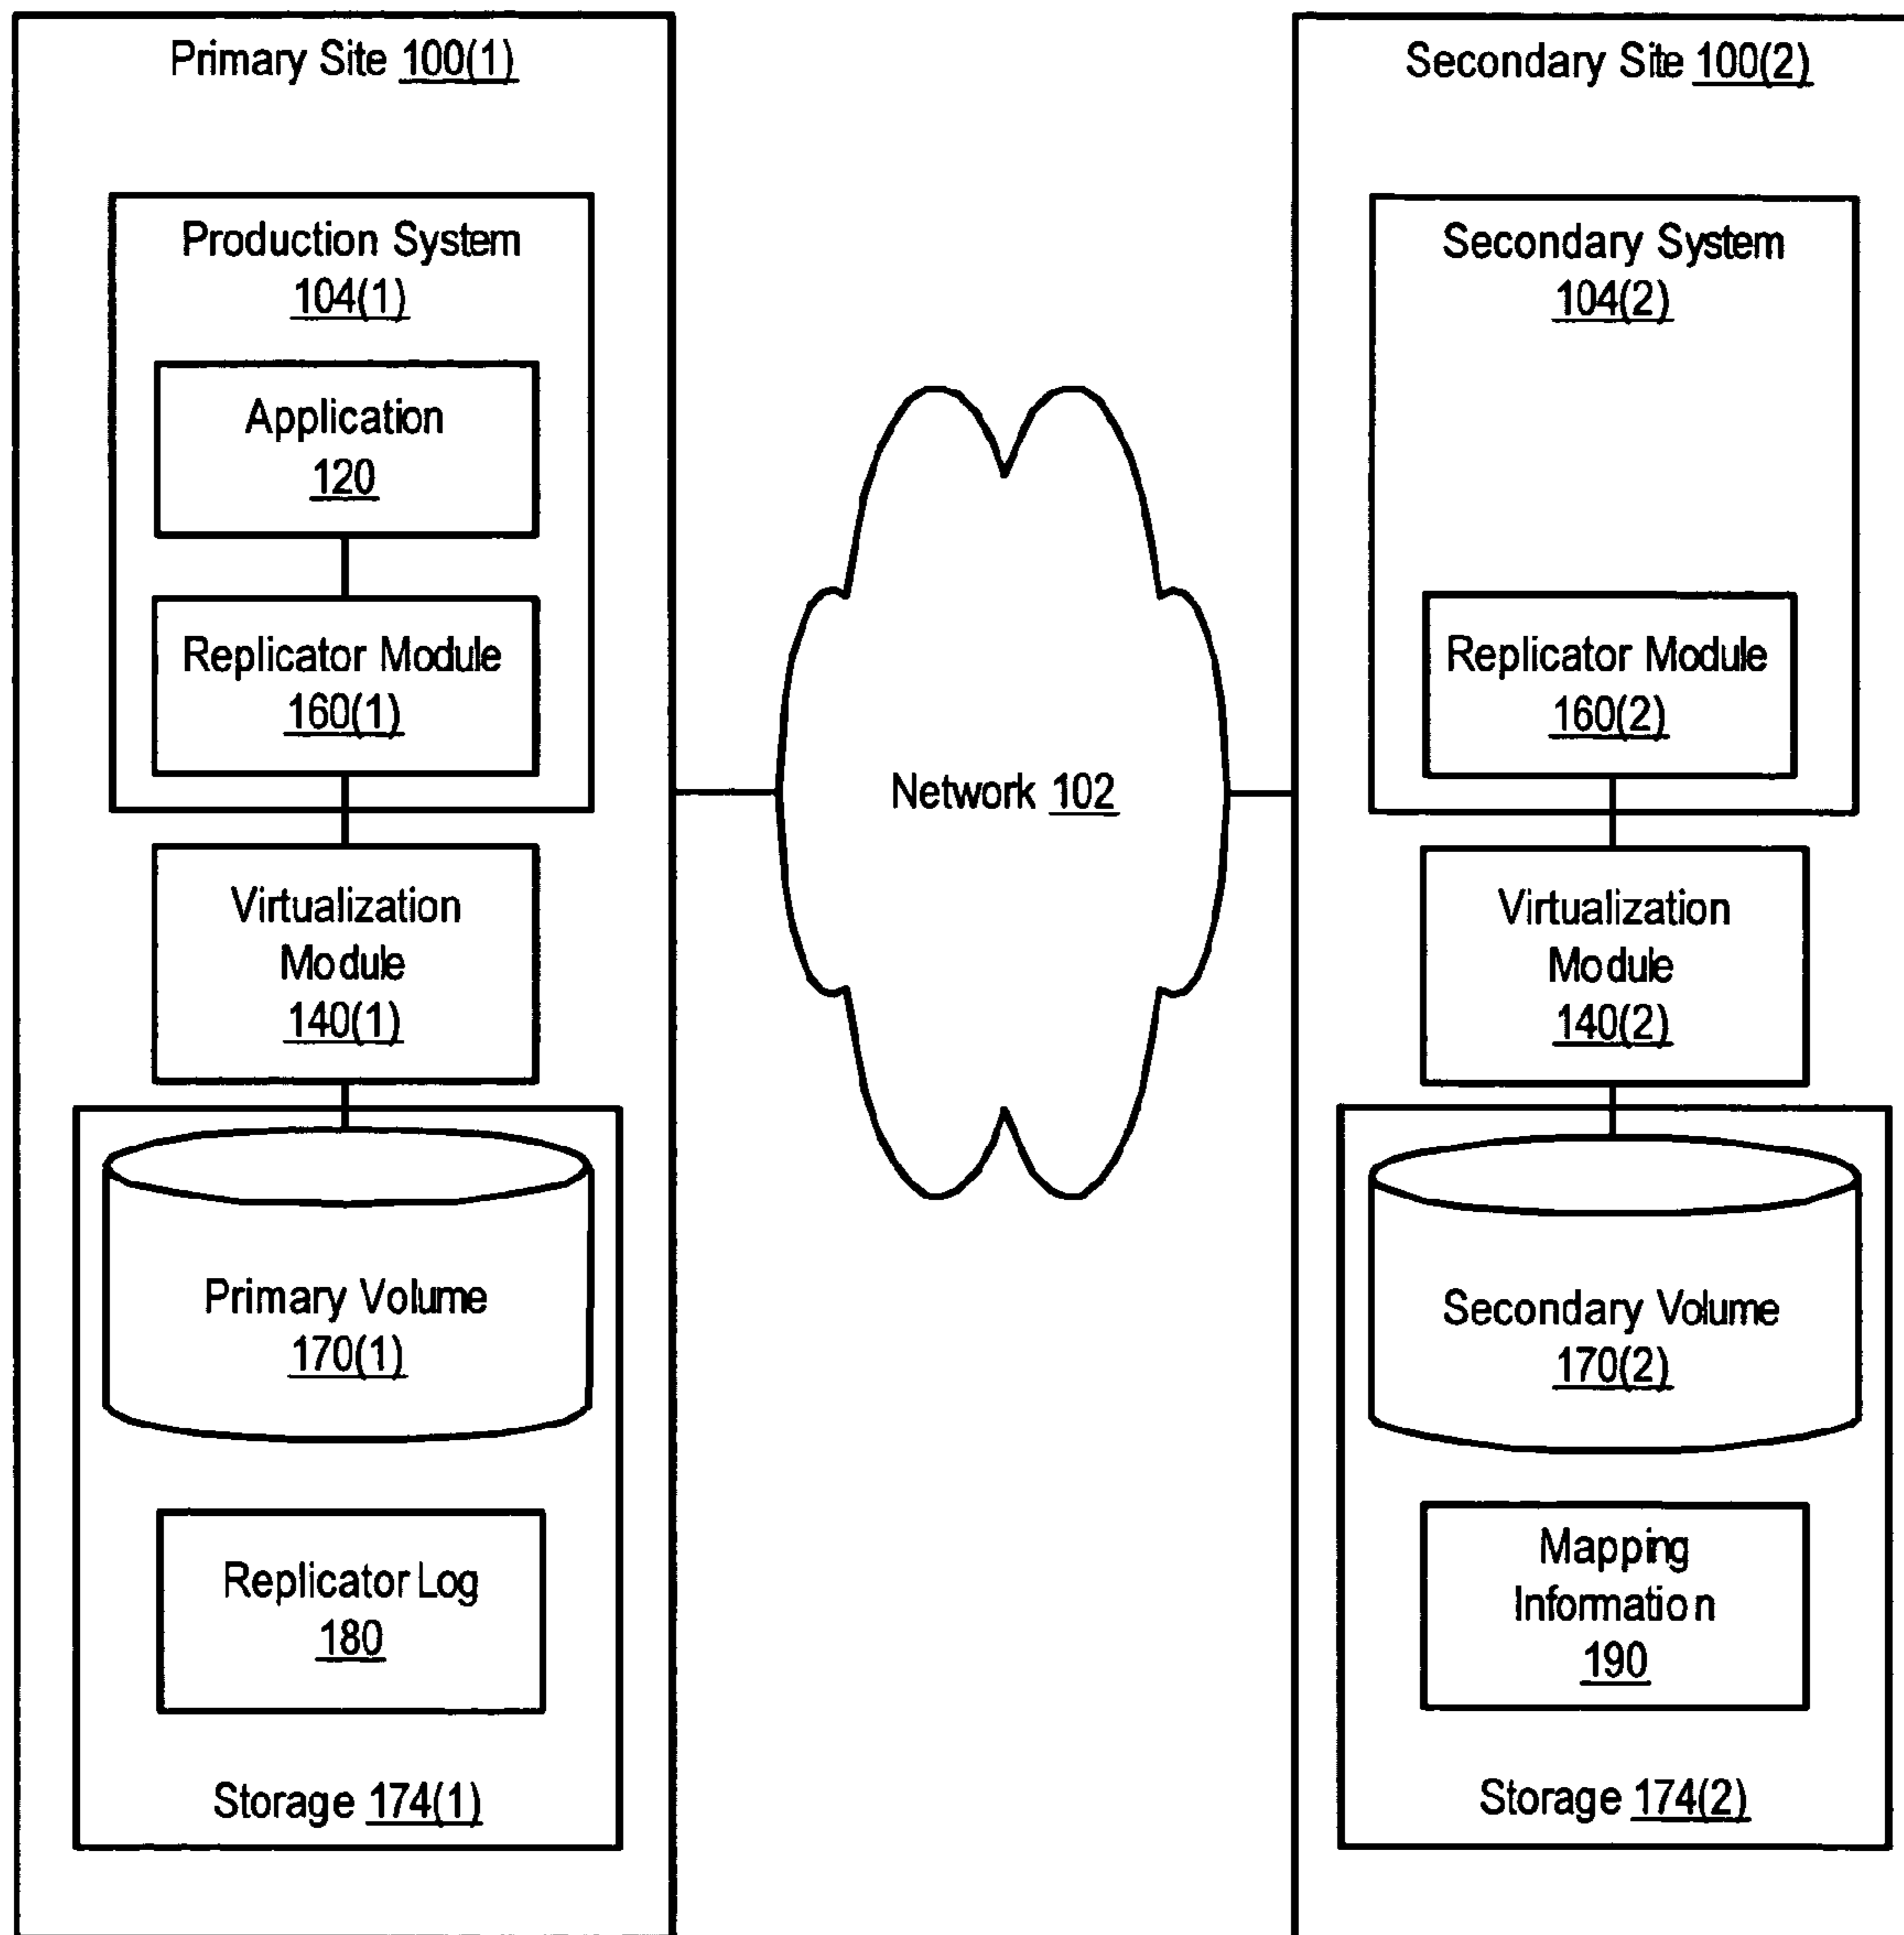 Primary Site 100(1)
Production System
104(1)
Application
120
Replicator Module
160(1)
Virtualization
Module
140(1)
Primary Volume
170(1)
Replicator Log
180
Storage 174(1)
Network 102
Secondary Site 100(2)
Secondary System
104(2)
Replicator Module
160(2)
Virtualization
Module
140(2)
Secondary Volume
170(2)
Mapping
Information
190
Storage 174(2)